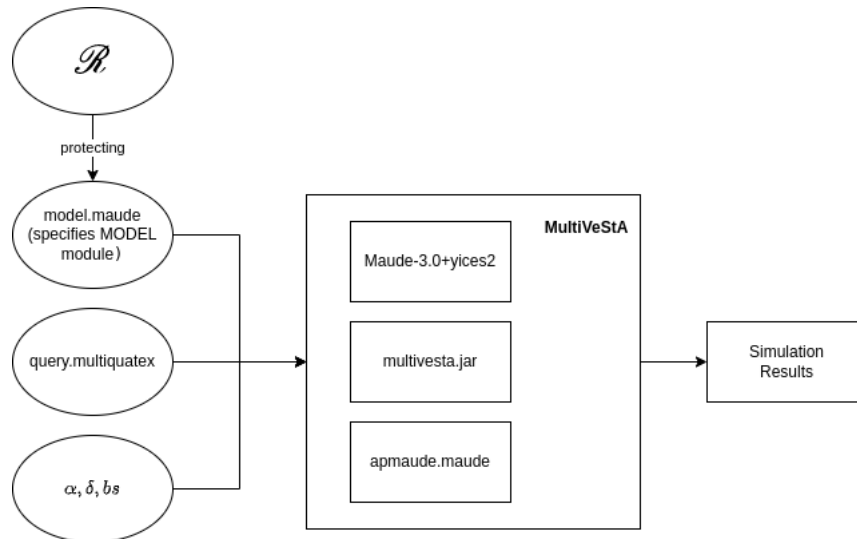 ℛ
protecting
model.maude
(specifies MODEL
module)
MultiVeStA
Maude-3.0+yices2
query.multiquatex
multivesta.jar
Simulation
Results
apmaude.maude
α, δ, bs